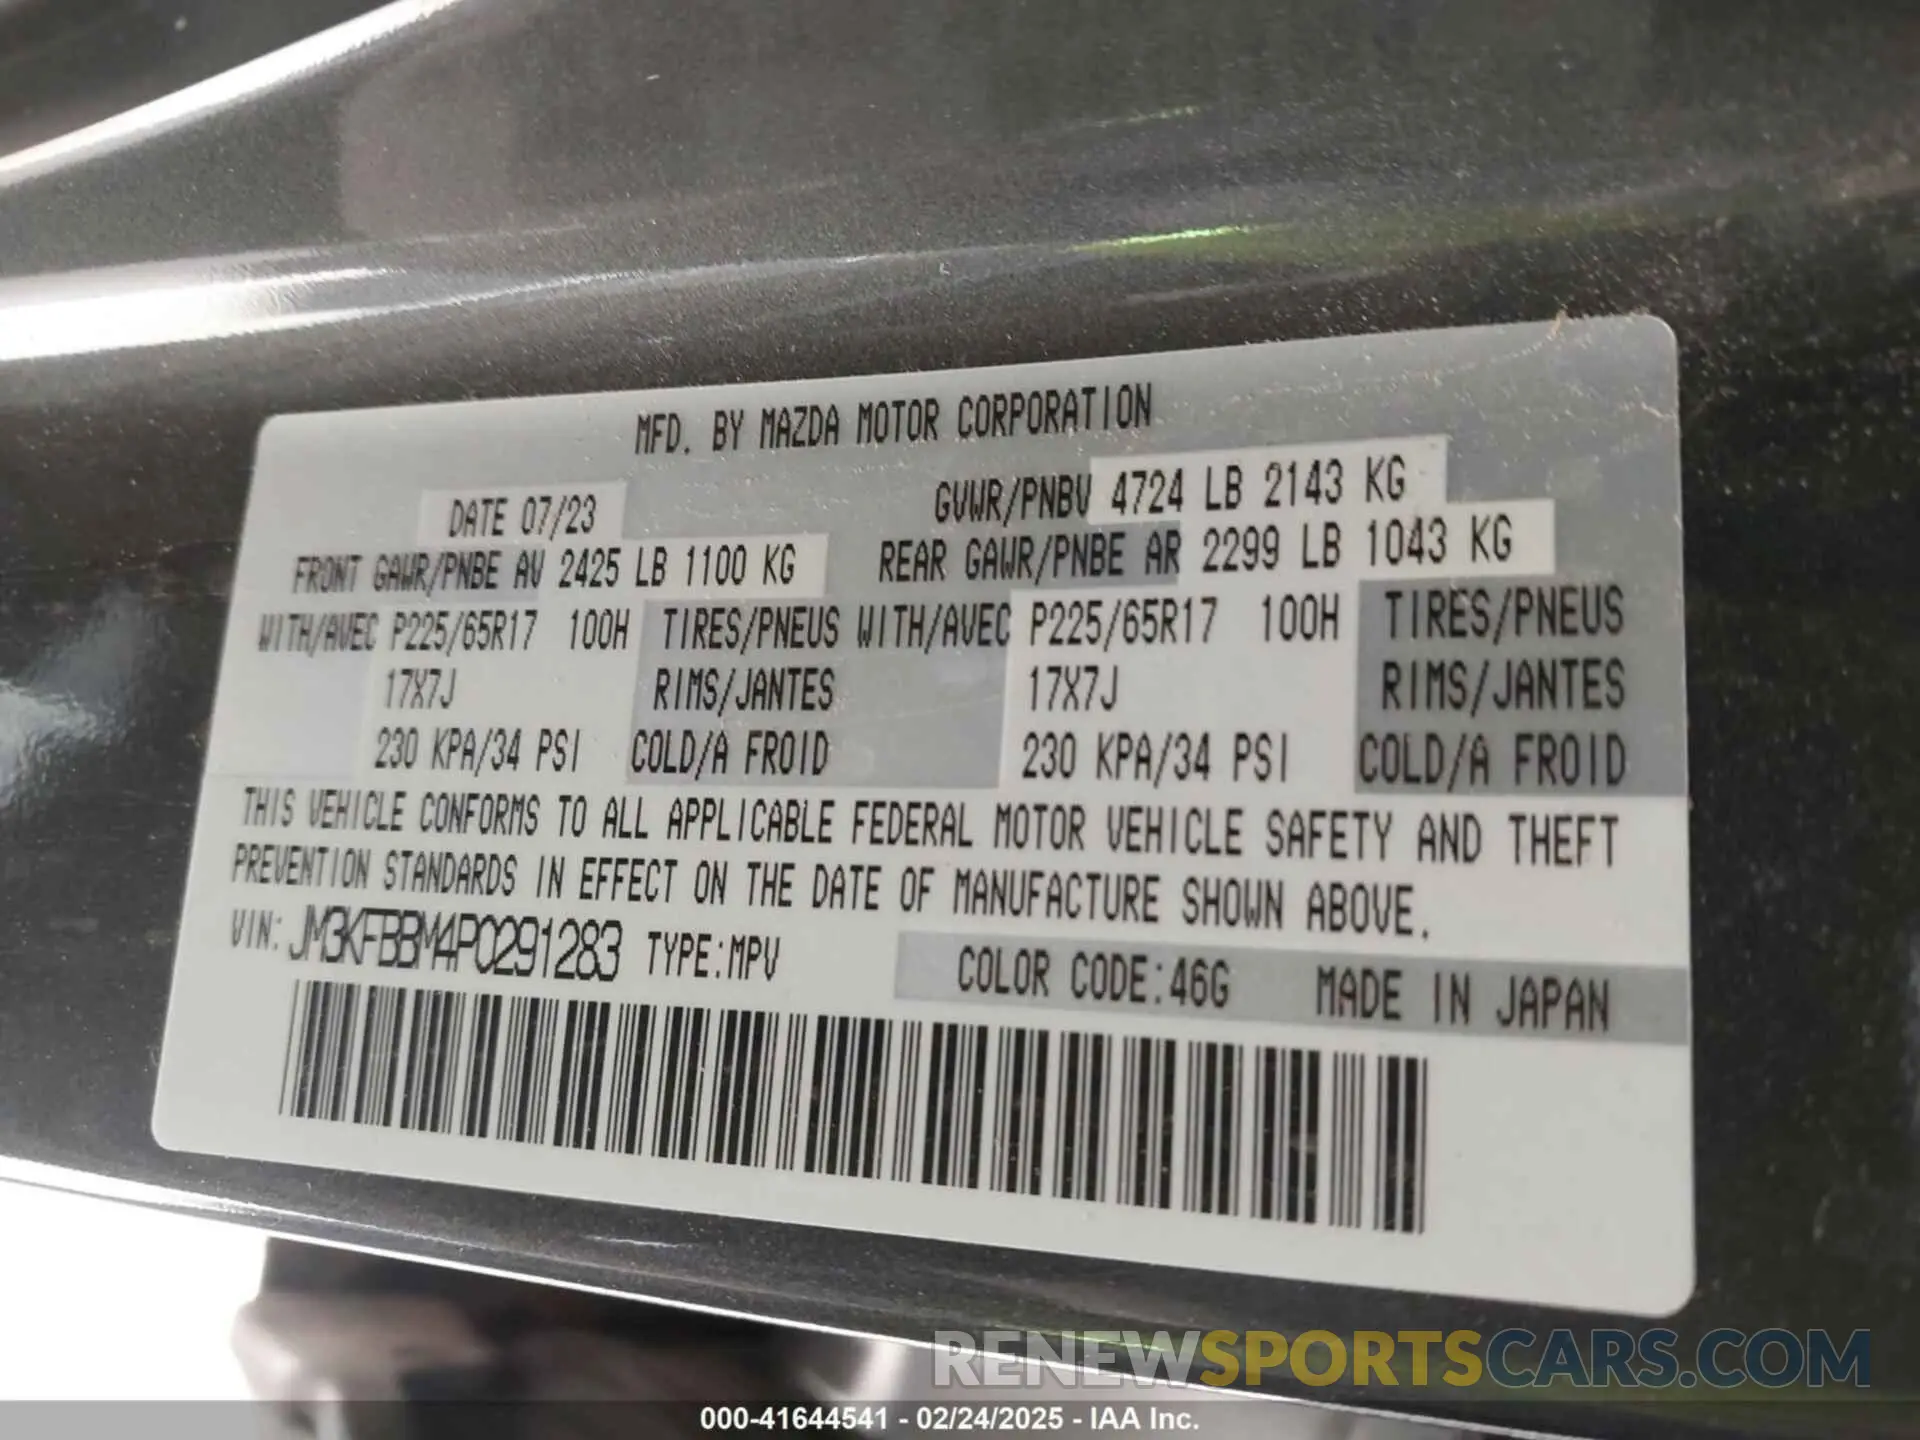 MFD. BY MAZDA MOTOR CORPORATION
DATE 07/23 GVWR/PNBV 4724 LB 2143 KG
FRONT GAWR/PNBE AV 2425 LB 1100 KG REAR GAWR/PNBE AR 2299 LB 1043 KG
WITH/AVEC P225/65R17 100H TIRES/PNEUS WITH/AVEC P225/65R17 100H TIRES/PNEUS
17X7J RIMS/JANTES 17X7J RIMS/JANTES
230 KPA/34 PSI COLD/A FROID 230 KPA/34 PSI COLD/A FROID
THIS VEHICLE CONFORMS TO ALL APPLICABLE FEDERAL MOTOR VEHICLE SAFETY AND THEFT
PREVENTION STANDARDS IN EFFECT ON THE DATE OF MANUFACTURE SHOWN ABOVE.
VIN: JM3KFBBM4P0291283 TYPE:MPV COLOR CODE:46G MADE IN JAPAN
RENEWSPORTSCARS.COM
000-41644541 - 02/24/2025 - IAA Inc.